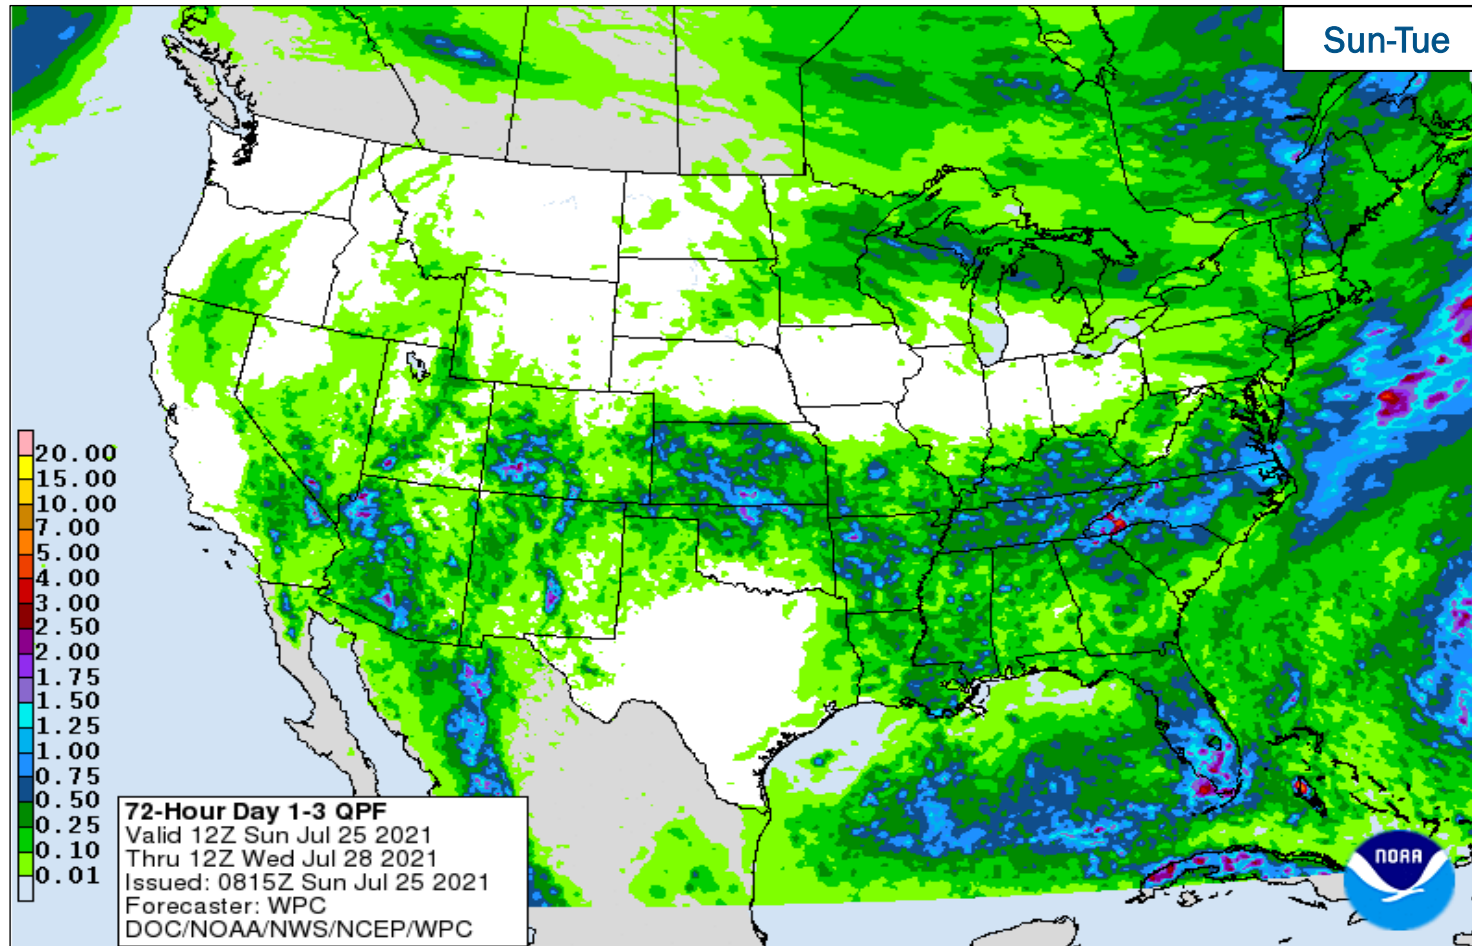 Sun-Tue
20.00
15.00
10.00
7.00
5.00
4.00
3.00
2.50
2.00
1.75
1.50
1.25
1.00
0.75
0.50
0.25
0.10
0.01
72-Hour Day 1-3 QPF
Valid 12Z Sun Jul 25 2021
Thru 12Z Wed Jul 28 2021
Issued: 0815Z Sun Jul 25 2021
Forecaster: WPC
DOC/NOAA/NWS/NCEP/WPC
NOAA